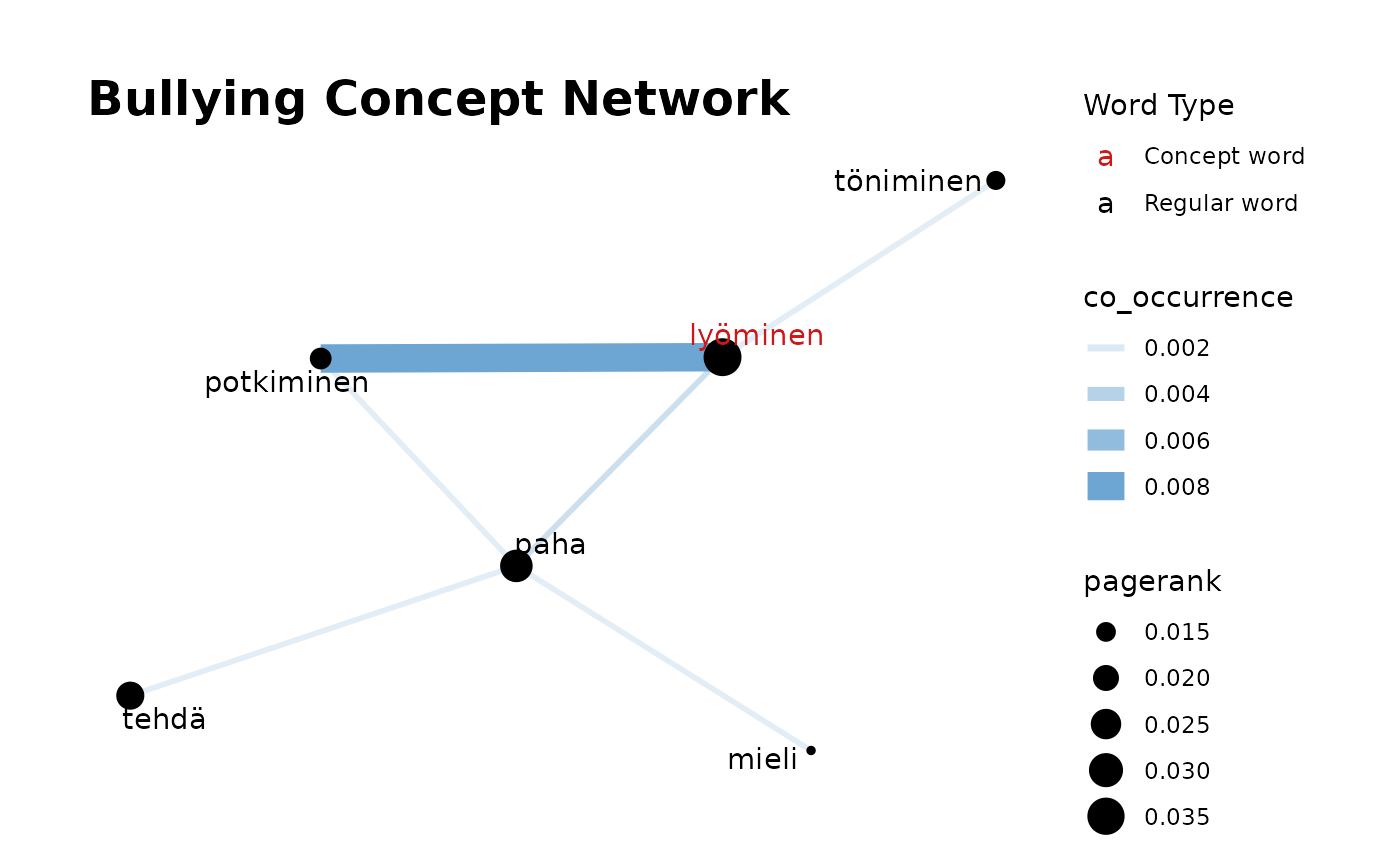 Bullying Concept Network
töniminen
lyöminen
potkiminen
paha
tehdä
mieli
Word Type
a Concept word
a Regular word
co_occurrence
0.002
0.004
0.006
0.008
pagerank
0.015
0.020
0.025
0.030
0.035